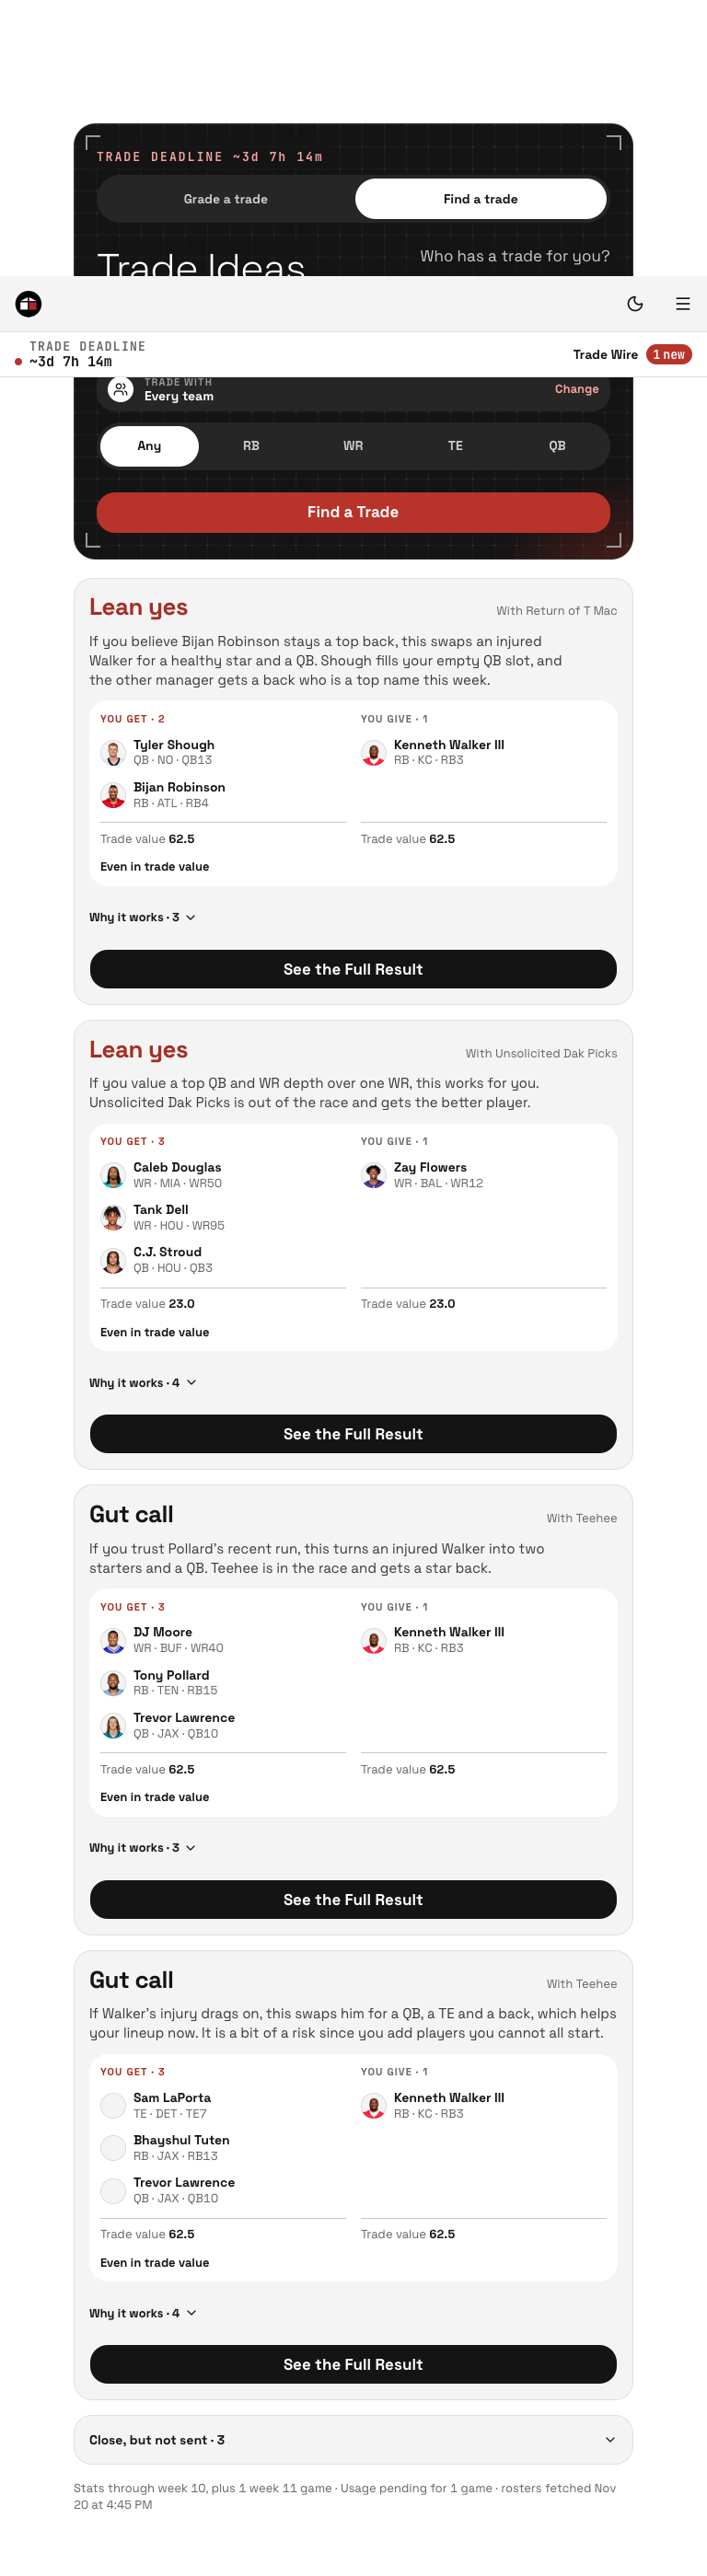 TRADE DEADLINE ~3d 7h 14m
Grade a trade
Find a trade
Trade Ideas
Who has a trade for you?
TRADE DEADLINE
~3d 7h 14m
Trade Wire
1 new
TRADE WITH
Every team
Change
Any
RB
WR
TE
QB
Find a Trade
Lean yes
With Return of T Mac
If you believe Bijan Robinson stays a top back, this swaps an injured
Walker for a healthy star and a QB. Shough fills your empty QB slot, and
the other manager gets a back who is a top name this week.
YOU GET · 2
YOU GIVE · 1
Tyler Shough
QB · NO · QB13
Kenneth Walker III
RB · KC · RB3
Bijan Robinson
RB · ATL · RB4
Trade value 62.5
Trade value 62.5
Even in trade value
Why it works · 3
See the Full Result
Lean yes
With Unsolicited Dak Picks
If you value a top QB and WR depth over one WR, this works for you.
Unsolicited Dak Picks is out of the race and gets the better player.
YOU GET · 3
YOU GIVE · 1
Caleb Douglas
WR · MIA · WR50
Zay Flowers
WR · BAL · WR12
Tank Dell
WR · HOU · WR95
C.J. Stroud
QB · HOU · QB3
Trade value 23.0
Trade value 23.0
Even in trade value
Why it works · 4
See the Full Result
Gut call
With Teehee
If you trust Pollard's recent run, this turns an injured Walker into two
starters and a QB. Teehee is in the race and gets a star back.
YOU GET · 3
YOU GIVE · 1
DJ Moore
WR · BUF · WR40
Kenneth Walker III
RB · KC · RB3
Tony Pollard
RB · TEN · RB15
Trevor Lawrence
QB · JAX · QB10
Trade value 62.5
Trade value 62.5
Even in trade value
Why it works · 3
See the Full Result
Gut call
With Teehee
If Walker's injury drags on, this swaps him for a QB, a TE and a back, which helps
your lineup now. It is a bit of a risk since you add players you cannot all start.
YOU GET · 3
YOU GIVE · 1
Sam LaPorta
TE · DET · TE7
Kenneth Walker III
RB · KC · RB3
Bhayshul Tuten
RB · JAX · RB13
Trevor Lawrence
QB · JAX · QB10
Trade value 62.5
Trade value 62.5
Even in trade value
Why it works · 4
See the Full Result
Close, but not sent · 3
Stats through week 10, plus 1 week 11 game · Usage pending for 1 game · rosters fetched Nov
20 at 4:45 PM